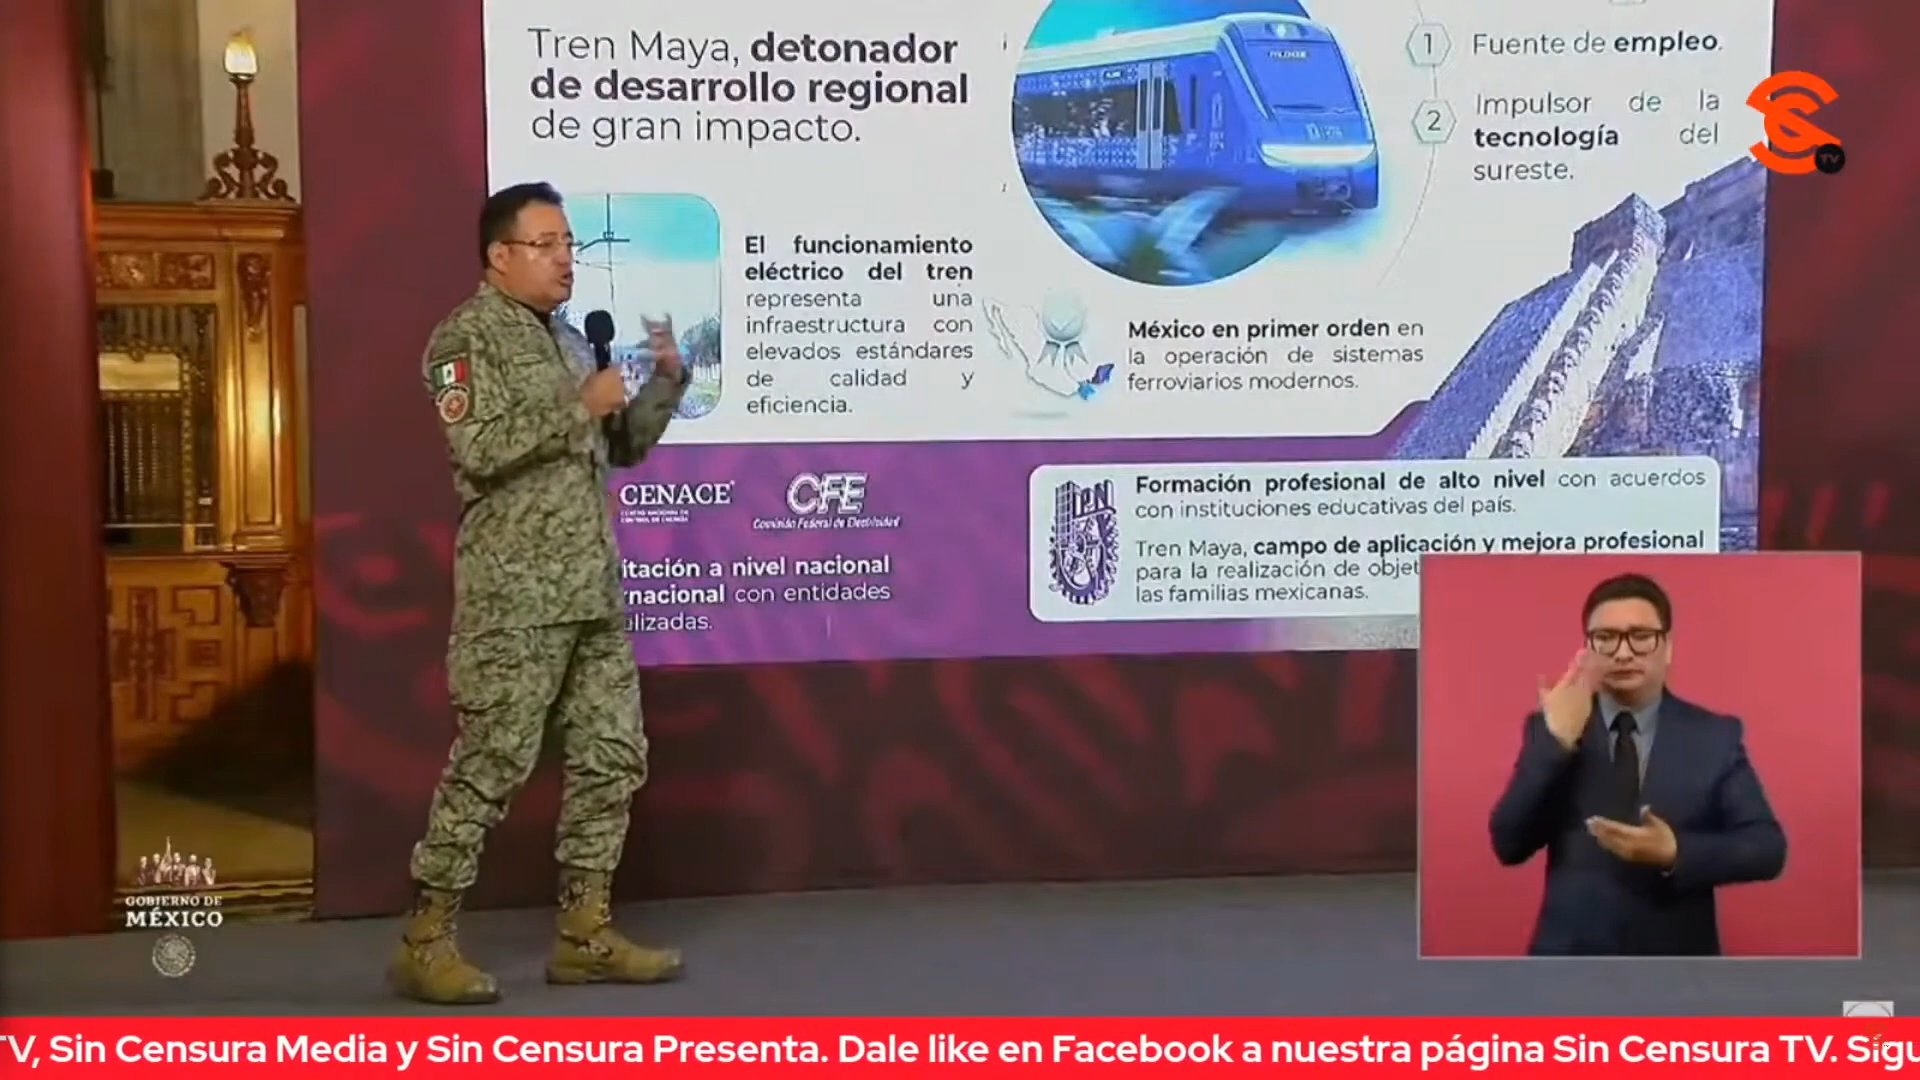 Tren Maya, detonador
de desarrollo regional
de gran impacto.
1 Fuente de empleo.
2 Impulsor de la
tecnología del
sureste.
TV
El funcionamiento
eléctrico del tren
representa una
infraestructura con
elevados estándares
de calidad y
eficiencia.
México en primer orden en
la operación de sistemas
ferroviarios modernos.
CENACE
CFE
Comisión Federal de Electricidad
itación a nivel nacional
rnacional con entidades
alizadas.
IPN
Formación profesional de alto nivel con acuerdos
con instituciones educativas del país.
Tren Maya, campo de aplicación y mejora profesional
para la realización de objet
las familias mexicanas.
GOBIERNO DE
MÉXICO
TV, Sin Censura Media y Sin Censura Presenta. Dale like en Facebook a nuestra página Sin Censura TV. Sigu